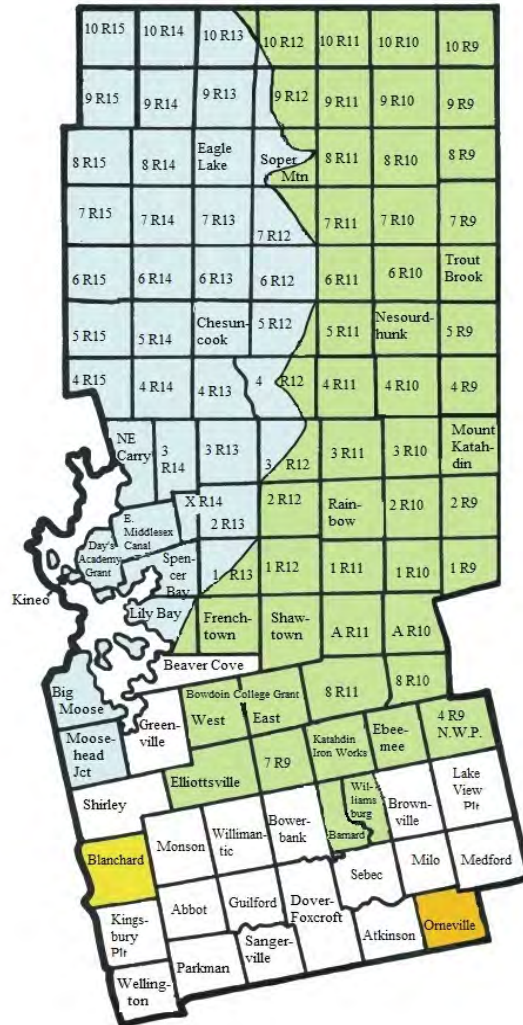 10 R15 10 R14 10 R13 10 R12 10 R11 10 R10 10 R9
9 R15 9 R14 9 R13 9 R12 9 R11 9 R10 9 R9
8 R15 8 R14 Eagle Lake Soper Mtn 8 R11 8 R10 8 R9
7 R15 7 R14 7 R13 7 R12 7 R11 7 R10 7 R9
6 R15 6 R14 6 R13 6 R12 6 R11 6 R10 Trout Brook
5 R15 5 R14 Chesun-
cook
5 R12 5 R11 Nesourd-
hunk
5 R9
4 R15 4 R14 4 R13 4 R12 4 R11 4 R10 4 R9
NE
Carry
3
R14
3 R13 3 R12 3 R11 3 R10 Mount
Katah-
din
X R14
2 R13 2 R12 Rain-
bow
2 R10 2 R9
E.
Middlesex
Canal
Day's
Academy
Grant
Spen-
cer
Bay
1 R13 1 R12 1 R11 1 R10 1 R9
Kineo
Lily Bay
French-
town
Shaw-
town
A R11 A R10
Beaver Cove
Big
Moose
Green-
ville
Bowdoin College Grant
West East
8 R11 8 R10
Moose-
head
Jct
Elliottsville
7 R9
Katahdin
Iron Works
Ebee-
mee
4 R9
N.W.P.
Shirley
Monson
Williman-
tic
Bower-
bank
Barnard
Wil-
liams
burg
Brown-
ville
Lake
View
Plt
Blanchard
Abbot
Guilford
Dover-
Foxcroft
Sebec
Milo
Medford
Kings-
bury
Plt
Parkman
Sanger-
ville
Atkinson
Orneville
Welling-
ton